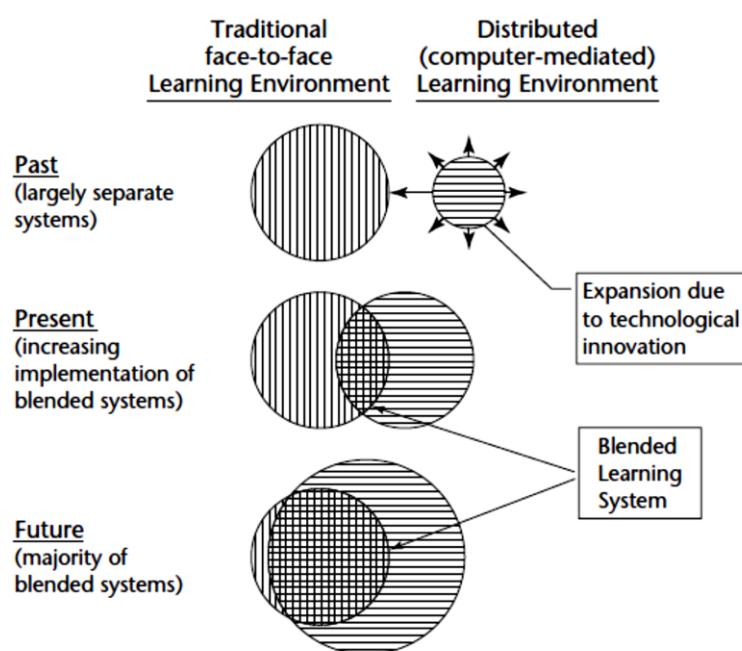 Traditional
face-to-face
Learning Environment
Distributed
(computer-mediated)
Learning Environment
Past
(largely separate
systems)
Expansion due
to technological
innovation
Present
(increasing
implementation of
blended systems)
Blended
Learning
System
Future
(majority of
blended systems)